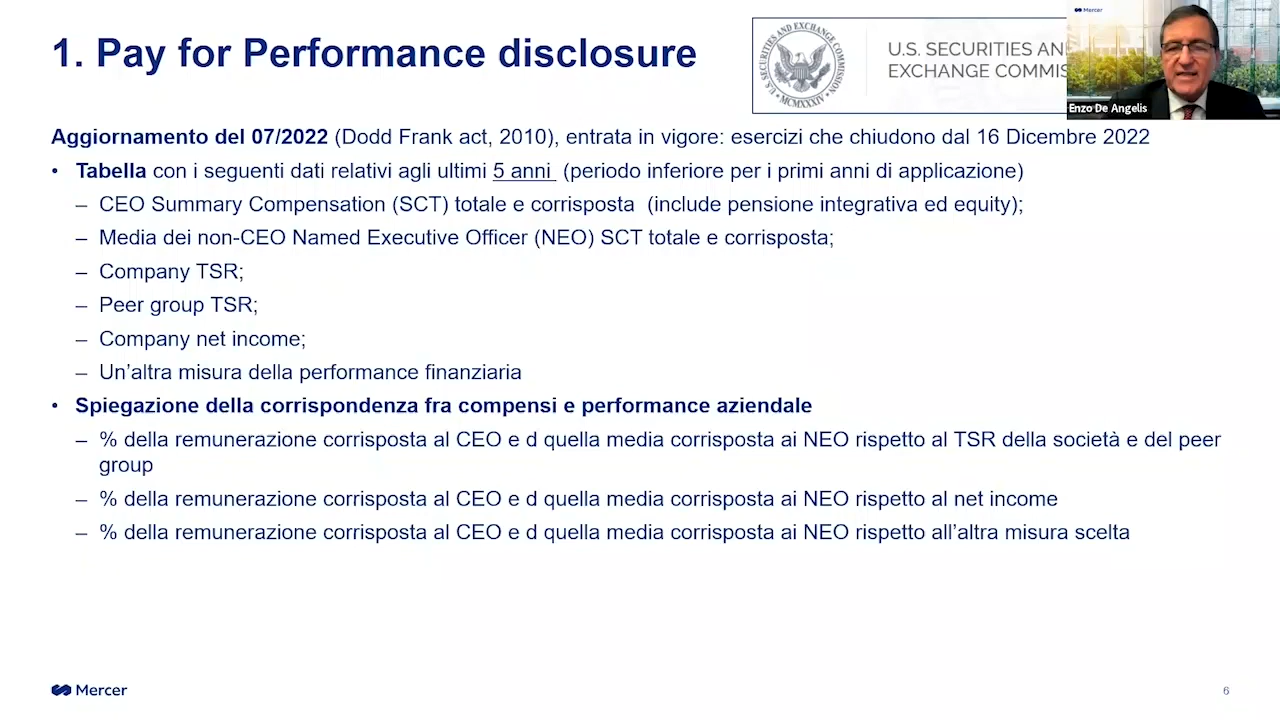 1. Pay for Performance disclosure
U.S. SECURITIES AND EXCHANGE COMMISSION
MCMXXXIV
U.S. SECURITIES AN
EXCHANGE COMMIS
Mercer
Enzo De Angelis
Aggiornamento del 07/2022 (Dodd Frank act, 2010), entrata in vigore: esercizi che chiudono dal 16 Dicembre 2022
• Tabella con i seguenti dati relativi agli ultimi 5 anni (periodo inferiore per i primi anni di applicazione)
– CEO Summary Compensation (SCT) totale e corrisposta (include pensione integrativa ed equity);
– Media dei non-CEO Named Executive Officer (NEO) SCT totale e corrisposta;
– Company TSR;
– Peer group TSR;
– Company net income;
– Un'altra misura della performance finanziaria
• Spiegazione della corrispondenza fra compensi e performance aziendale
– % della remunerazione corrisposta al CEO e d quella media corrisposta ai NEO rispetto al TSR della società e del peer
group
– % della remunerazione corrisposta al CEO e d quella media corrisposta ai NEO rispetto al net income
– % della remunerazione corrisposta al CEO e d quella media corrisposta ai NEO rispetto all'altra misura scelta
Mercer
6